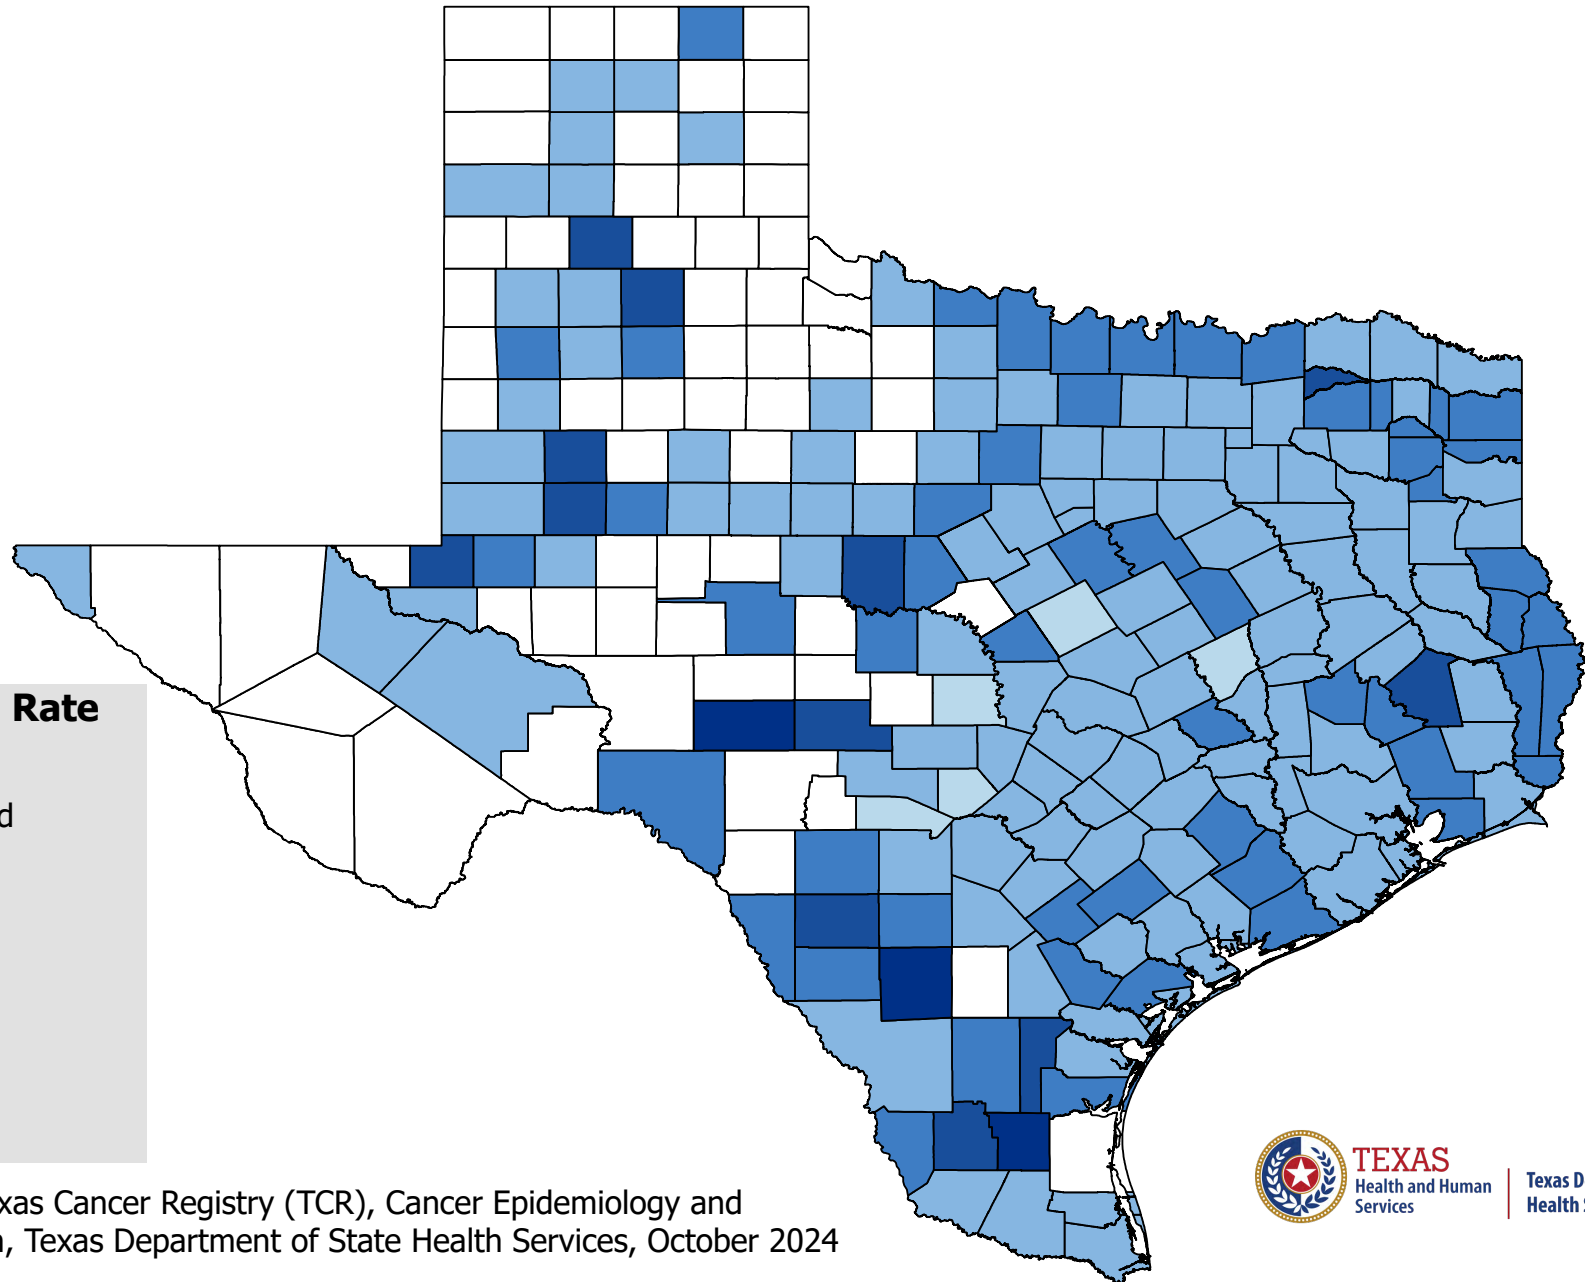 Rate
d
xas Cancer Registry (TCR), Cancer Epidemiology and
, Texas Department of State Health Services, October 2024
TEXAS
Health and Human
Services
Texas D
Health S